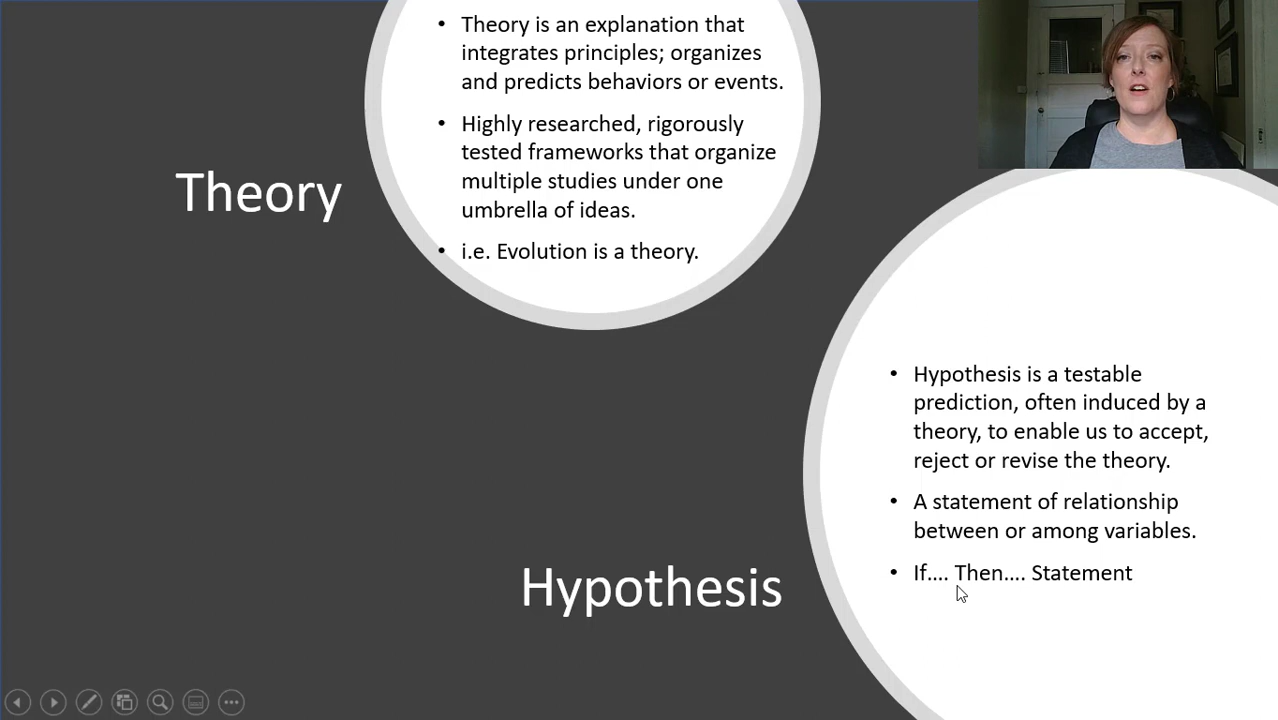 • Theory is an explanation that
integrates principles; organizes
and predicts behaviors or events.
• Highly researched, rigorously
tested frameworks that organize
multiple studies under one
umbrella of ideas.
• i.e. Evolution is a theory.
Theory
• Hypothesis is a testable
prediction, often induced by a
theory, to enable us to accept,
reject or revise the theory.
• A statement of relationship
between or among variables.
• If.... Then.... Statement
Hypothesis